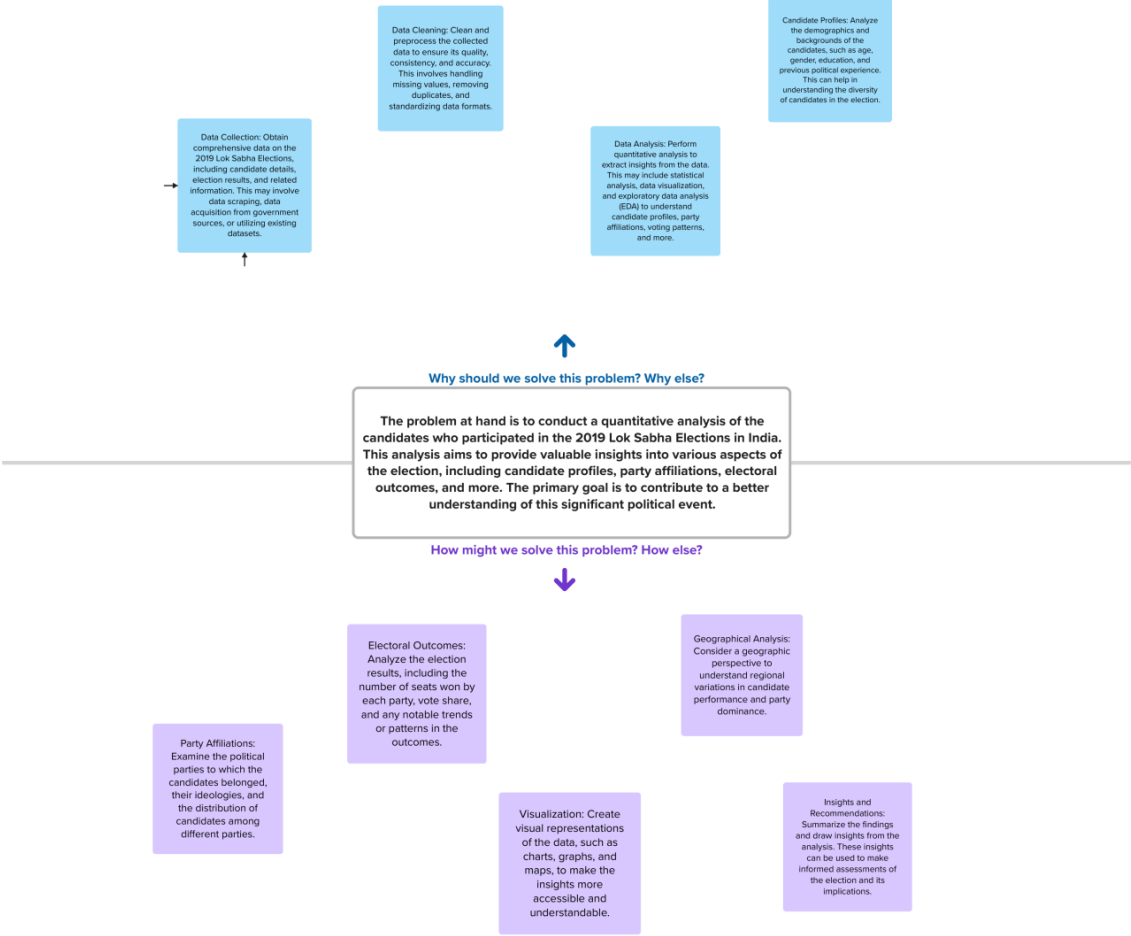 Data Cleaning: Clean and
preprocess the collected
data to ensure its quality,
consistency, and accuracy.
This involves handling
missing values, removing
duplicates, and
standardizing data formats.
Candidate Profiles: Analyze
the demographics and
backgrounds of the
candidates, such as age,
gender, education, and
previous political experience.
This can help in
understanding the diversity
of candidates in the election.
Data Collection: Obtain
comprehensive data on the
2019 Lok Sabha Elections,
including candidate details,
election results, and related
information. This may involve
data scraping, data
acquisition from government
sources, or utilizing existing
datasets.
Data Analysis: Perform
quantitative analysis to
extract insights from the data.
This may include statistical
analysis, data visualization,
and exploratory data analysis
(EDA) to understand
candidate profiles, party
affiliations, voting patterns,
and more.
Why should we solve this problem? Why else?
The problem at hand is to conduct a quantitative analysis of the
candidates who participated in the 2019 Lok Sabha Elections in India.
This analysis aims to provide valuable insights into various aspects of
the election, including candidate profiles, party affiliations, electoral
outcomes, and more. The primary goal is to contribute to a better
understanding of this significant political event.
How might we solve this problem? How else?
Electoral Outcomes:
Analyze the election
results, including the
number of seats won by
each party, vote share,
and any notable trends
or patterns in the
outcomes.
Geographical Analysis:
Consider a geographic
perspective to
understand regional
variations in candidate
performance and party
dominance.
Party Affiliations:
Examine the political
parties to which the
candidates belonged,
their ideologies, and
the distribution of
candidates among
different parties.
Visualization: Create
visual representations
of the data, such as
charts, graphs, and
maps, to make the
insights more
accessible and
understandable.
Insights and
Recommendations:
Summarize the findings
and draw insights from the
analysis. These insights
can be used to make
informed assessments of
the election and its
implications.